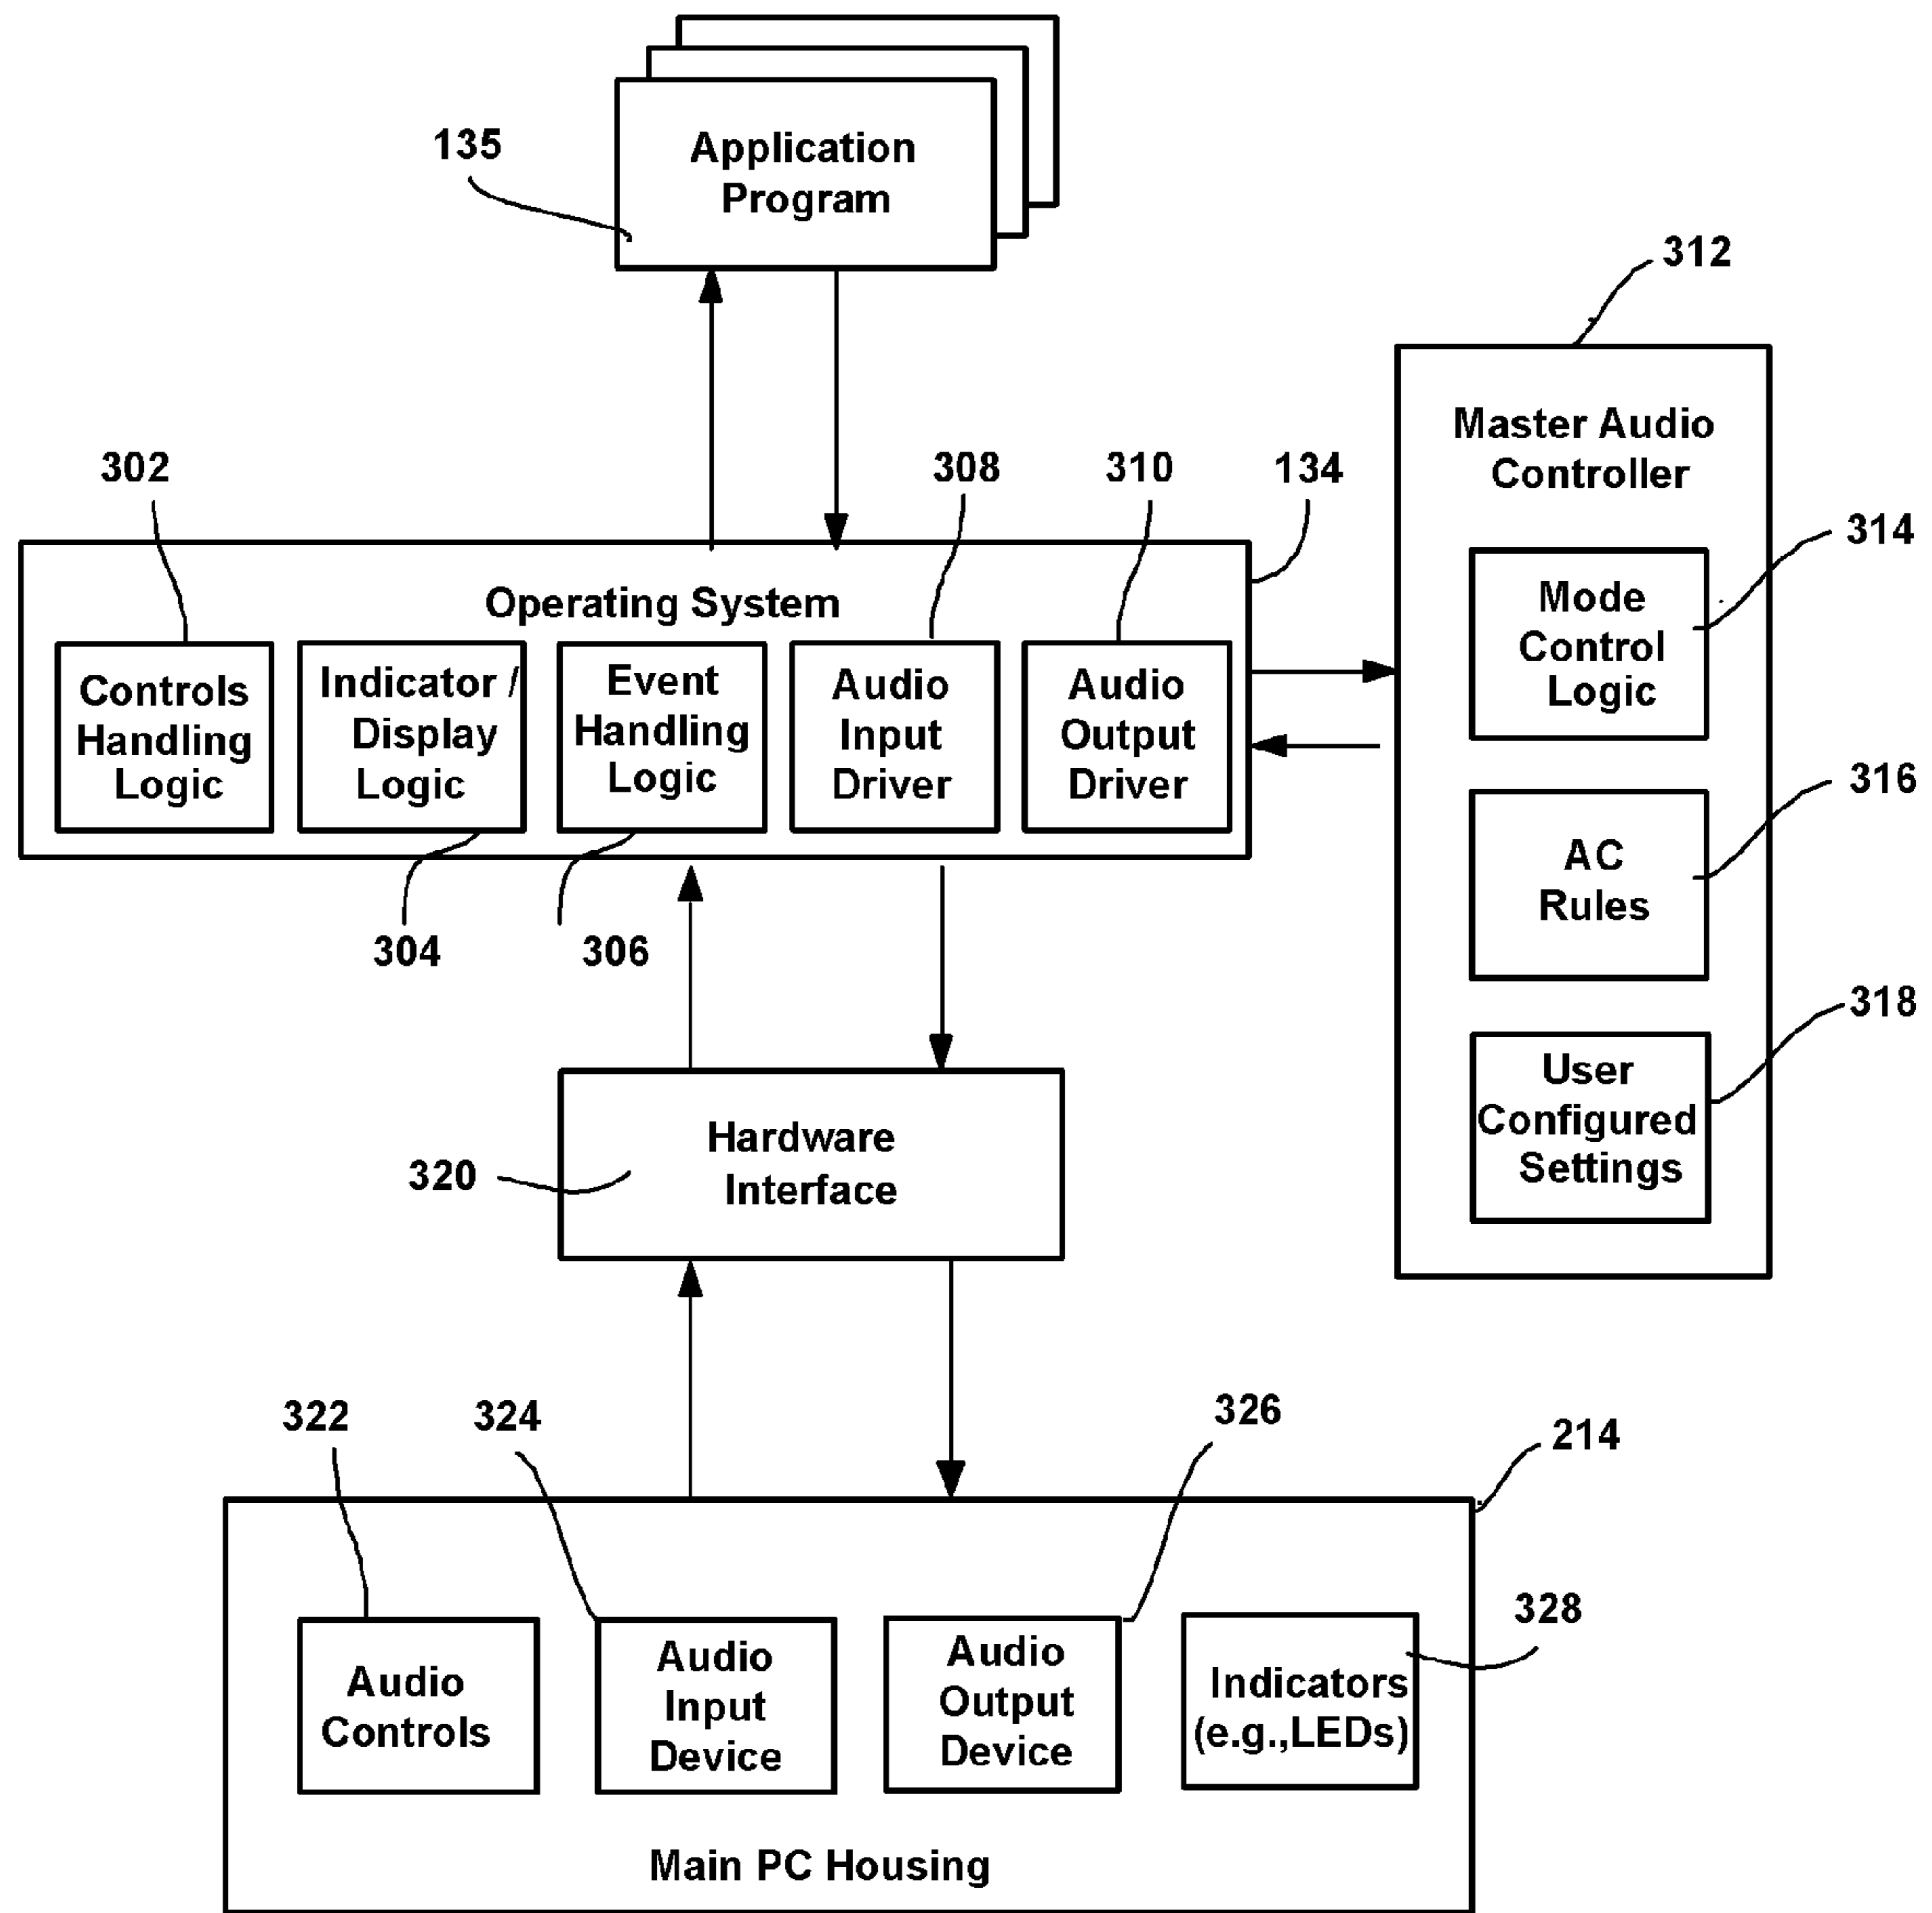 135
Application
Program
312
Master Audio
Controller
302
308
310
134
314
Operating System
Mode
Control
Logic
Controls
Handling
Logic
Indicator /
Display
Logic
Event
Handling
Logic
Audio
Input
Driver
Audio
Output
Driver
316
AC
Rules
304
306
318
User
Configured
Settings
Hardware
Interface
320
322
324
326
214
328
Audio
Controls
Audio
Input
Device
Audio
Output
Device
Indicators
(e.g.,LEDs)
Main PC Housing